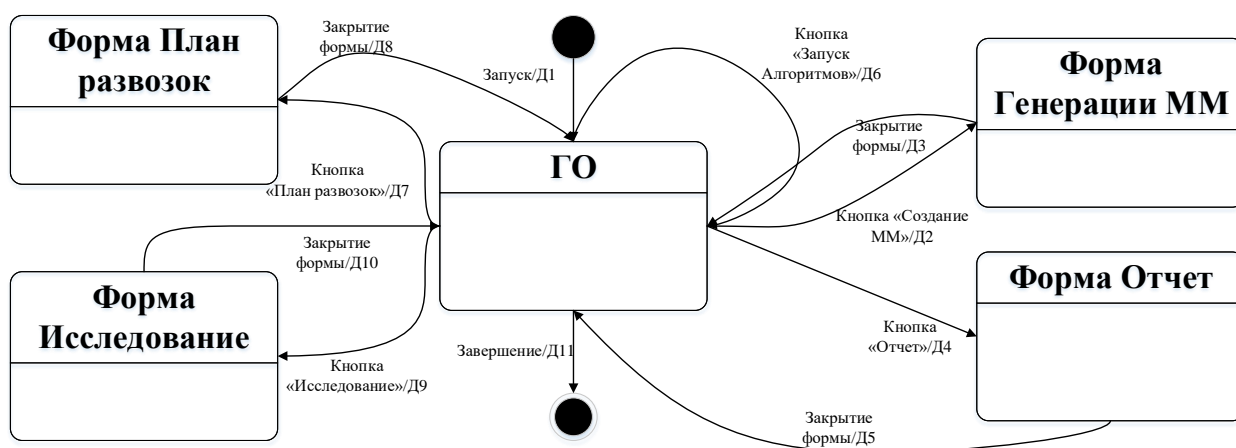 Форма План
развозок
Закрытие
формы/Д8
Запуск/Д1
Кнопка
«Запуск
Алгоритмов»/Д6
Форма
Генерации ММ
Закрытие
формы/Д3
ГО
Кнопка
«План развозок»/Д7
Кнопка «Создание
ММ»/Д2
Закрытие
формы/Д10
Форма
Исследование
Форма Отчет
Кнопка
«Отчет»/Д4
Завершение/Д11
Кнопка
«Исследование»/Д9
Закрытие
формы/Д5